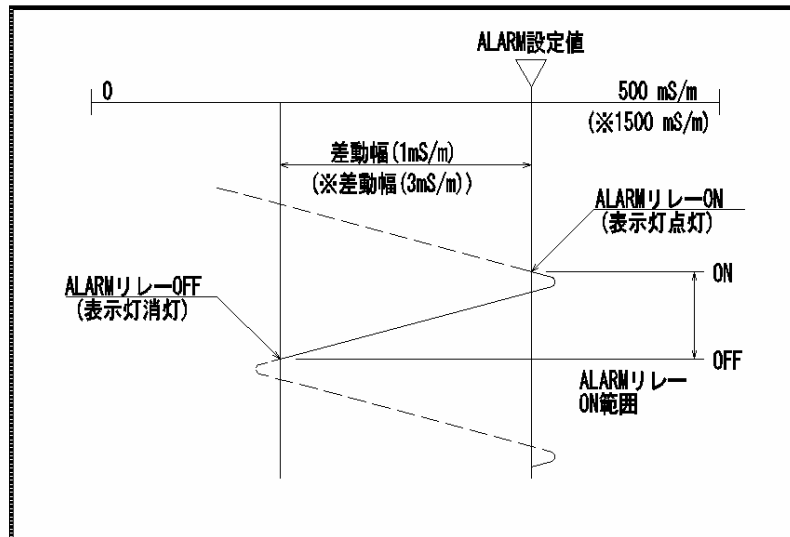 ALARM設定値
0
500 mS/m
(※1500 mS/m)
差動幅(1mS/m)
(※差動幅(3mS/m))
ALARMリレーON
(表示灯点灯)
ON
ALARMリレーOFF
(表示灯消灯)
OFF
ALARMリレー
ON範囲